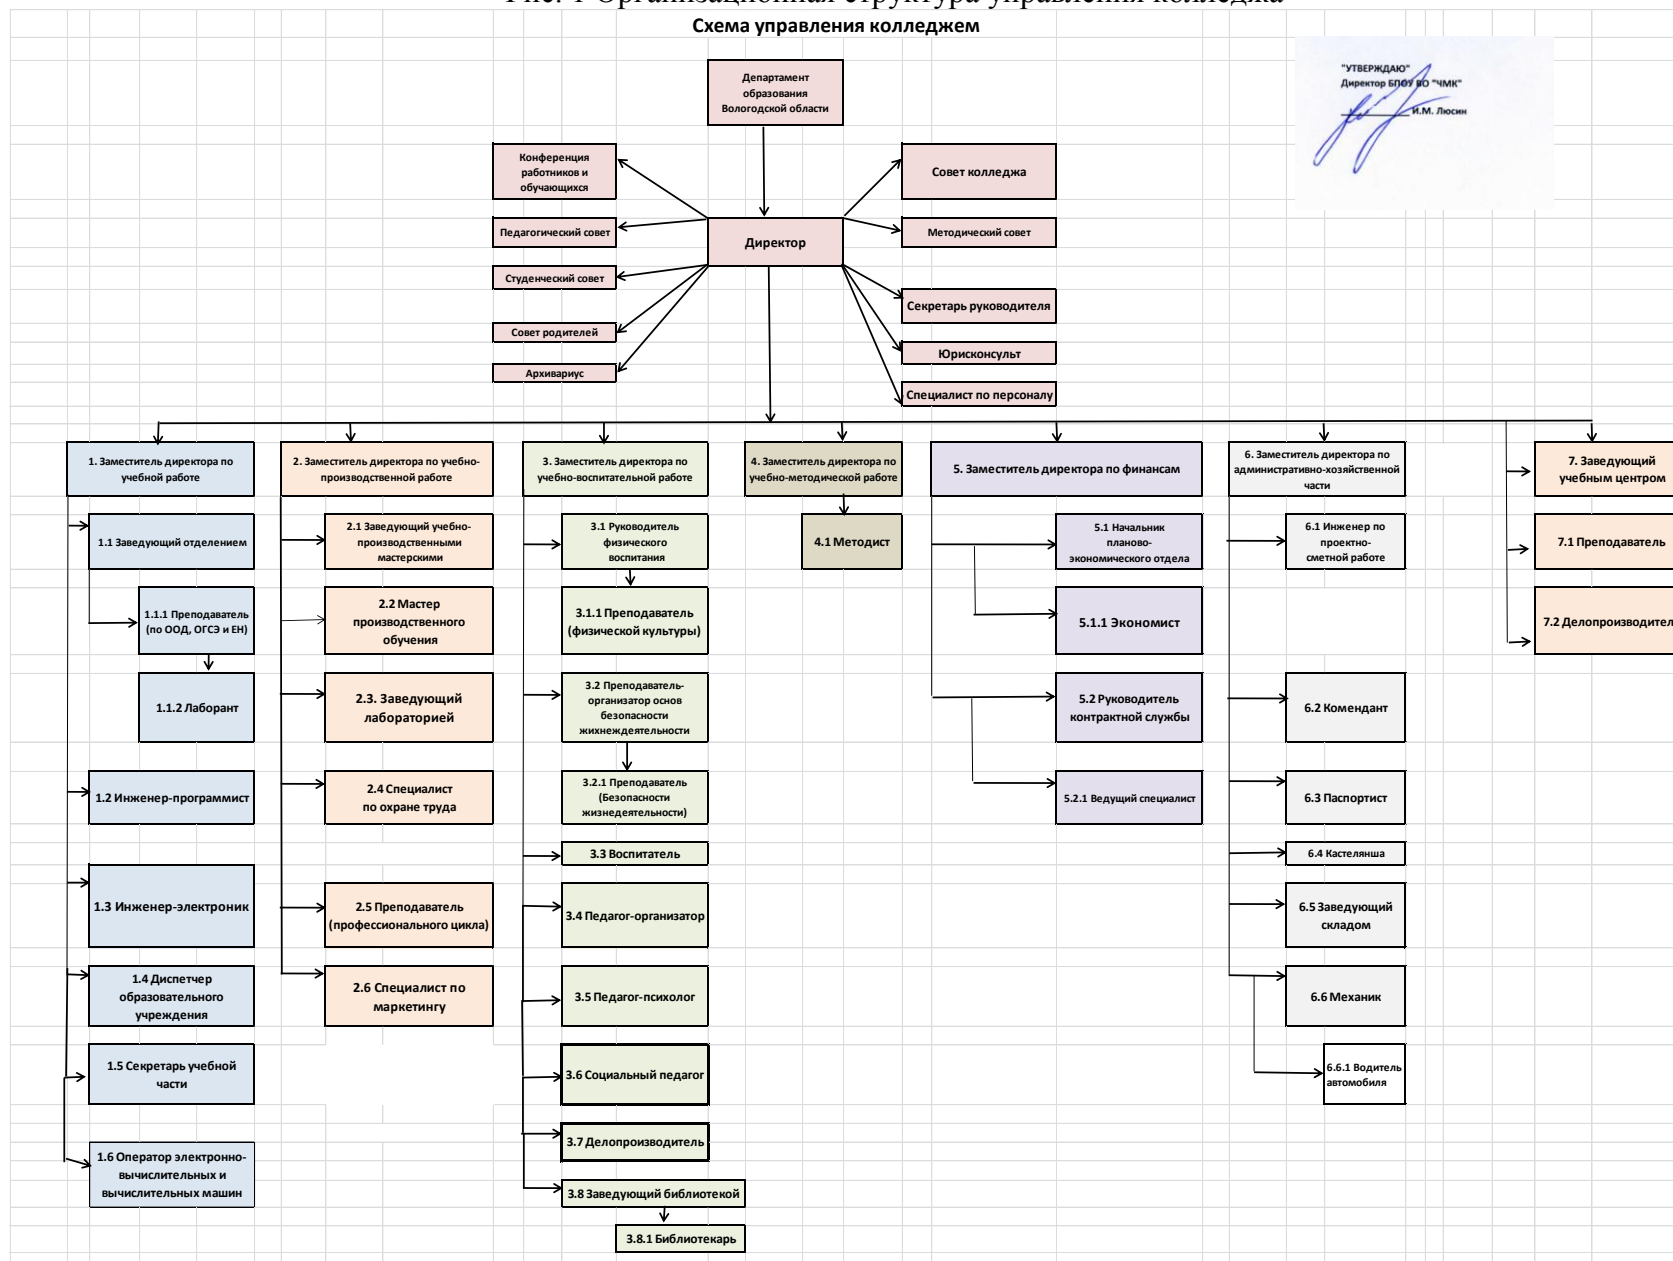 Рис. 1 Организационная структура управления колледжа
Схема управления колледжем
"УТВЕРЖДАЮ"
Директор БПОУ ВО "ЧМК"
И.М. Люсин
Департамент
образования
Вологодской области
Конференция
работников и
обучающихся
Совет колледжа
Педагогический совет
Директор
Методический совет
Студенческий совет
Секретарь руководителя
Совет родителей
Юрисконсульт
Архивариус
Специалист по персоналу
1. Заместитель директора по
учебной работе
2. Заместитель директора по учебно-
производственной работе
3. Заместитель директора по
учебно-воспитательной работе
4. Заместитель директора по
учебно-методической работе
5. Заместитель директора по финансам
6. Заместитель директора по
административно-хозяйственной
части
7. Заведующий
учебным центром
1.1 Заведующий отделением
1.1.1 Преподаватель
(по ООД, ОГСЭ и ЕН)
1.1.2 Лаборант
1.2 Инженер-программист
1.3 Инженер-электроник
1.4 Диспетчер
образовательного
учреждения
1.5 Секретарь учебной
части
1.6 Оператор электронно-
вычислительных и
вычислительных машин
2.1 Заведующий учебно-
производственными
мастерскими
2.2 Мастер
производственного
обучения
2.3. Заведующий
лабораторией
2.4 Специалист
по охране труда
2.5 Преподаватель
(профессионального цикла)
2.6 Специалист по
маркетингу
3.1 Руководитель
физического
воспитания
3.1.1 Преподаватель
(физической культуры)
3.2 Преподаватель-
организатор основ
безопасности
жихнеждеятельности
3.2.1 Преподаватель
(Безопасности
жизнедеятельности)
3.3 Воспитатель
3.4 Педагог-организатор
3.5 Педагог-психолог
3.6 Социальный педагог
3.7 Делопроизводитель
3.8 Заведующий библиотекой
3.8.1 Библиотекарь
4.1 Методист
5.1 Начальник
планово-
экономического отдела
5.1.1 Экономист
5.2 Руководитель
контрактной службы
5.2.1 Ведущий специалист
6.1 Инженер по
проектно-
сметной работе
6.2 Комендант
6.3 Паспортист
6.4 Кастелянша
6.5 Заведующий
складом
6.6 Механик
6.6.1 Водитель
автомобиля
7.1 Преподаватель
7.2 Делопроизводител